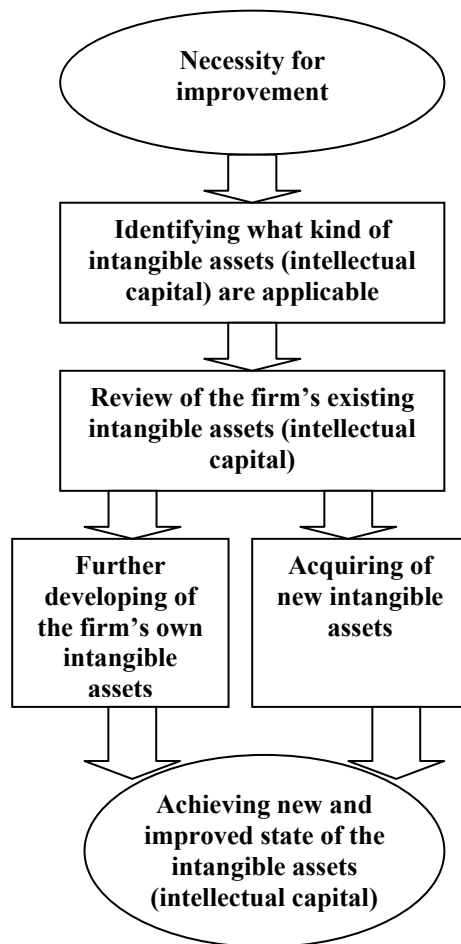 Necessity for
improvement
Identifying what kind of
intangible assets (intellectual
capital) are applicable
Review of the firm’s existing
intangible assets (intellectual
capital)
Further
developing of
the firm’s own
intangible
assets
Acquiring of
new intangible
assets
Achieving new and
improved state of the
intangible assets
(intellectual capital)